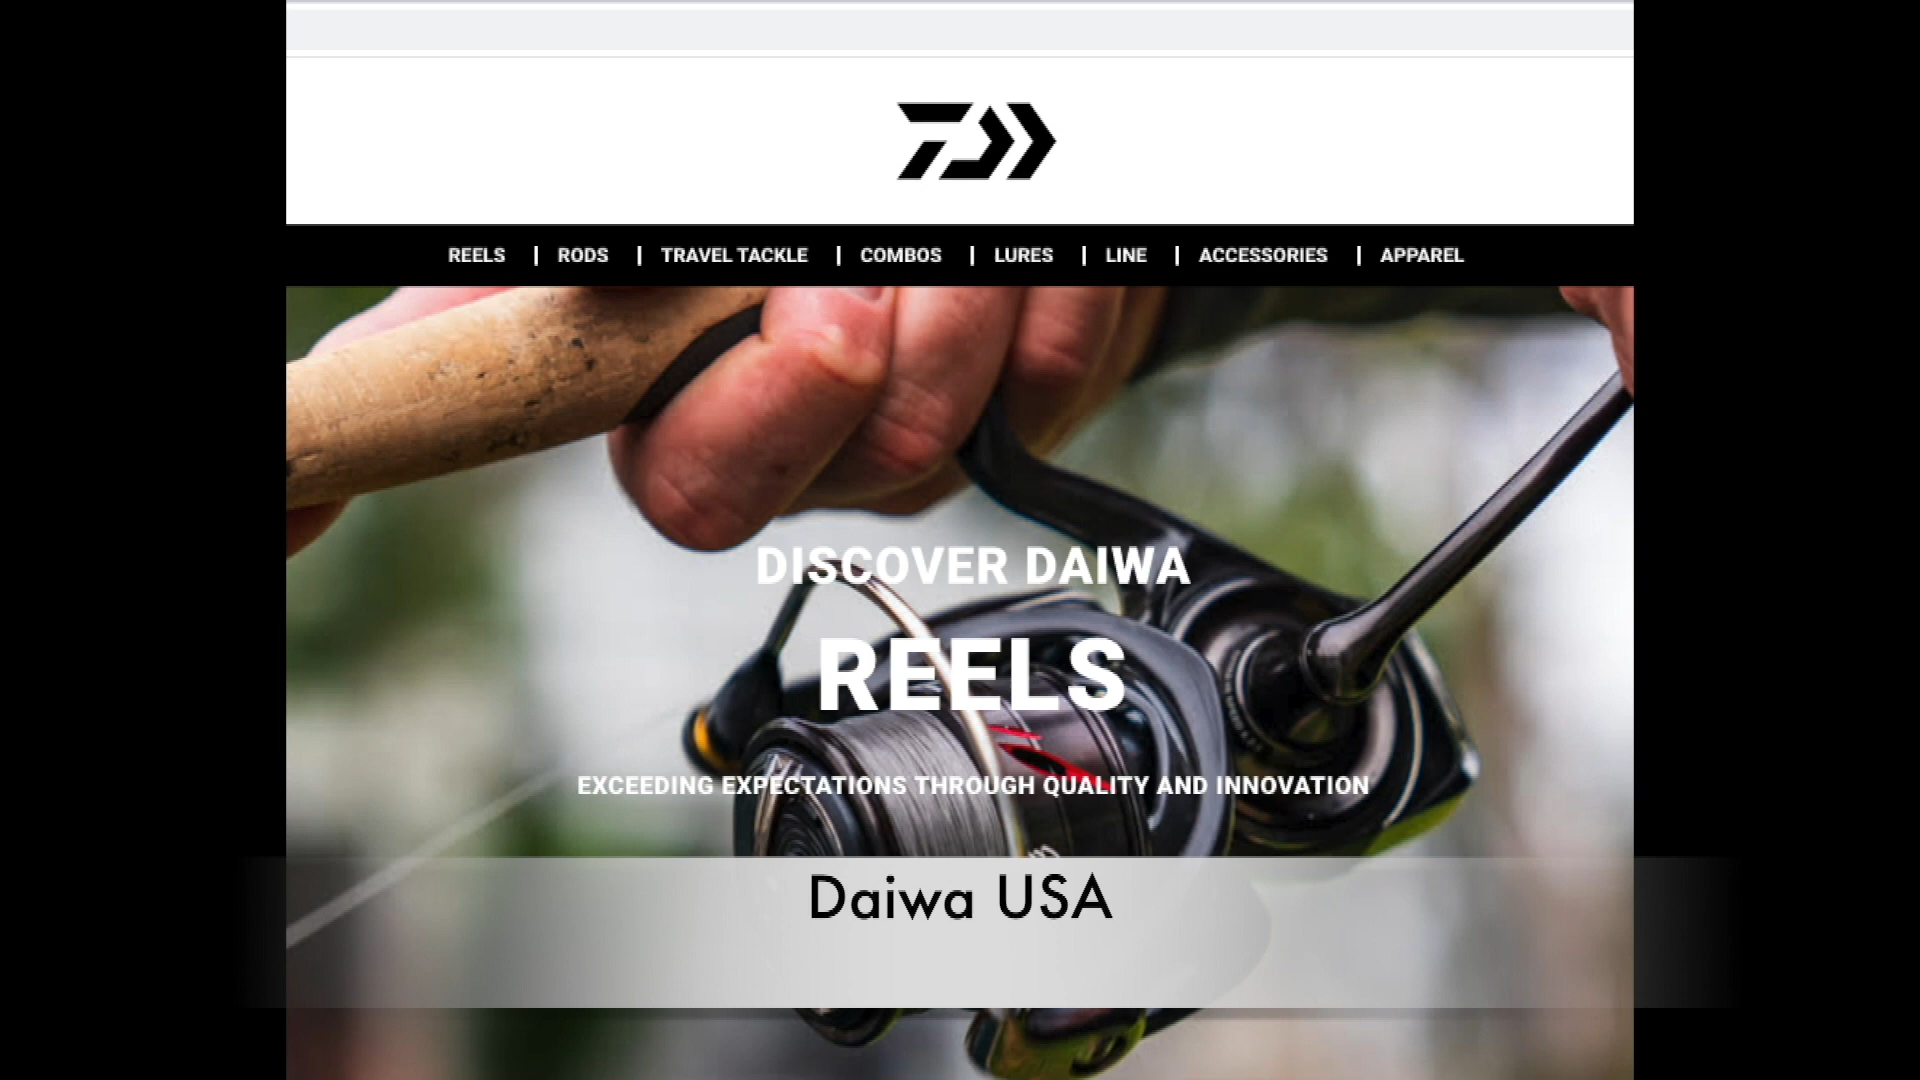 REELS | RODS | TRAVEL TACKLE | COMBOS | LURES | LINE | ACCESSORIES | APPAREL
DISCOVER DAIWA
REELS
EXCEEDING EXPECTATIONS THROUGH QUALITY AND INNOVATION
Daiwa USA